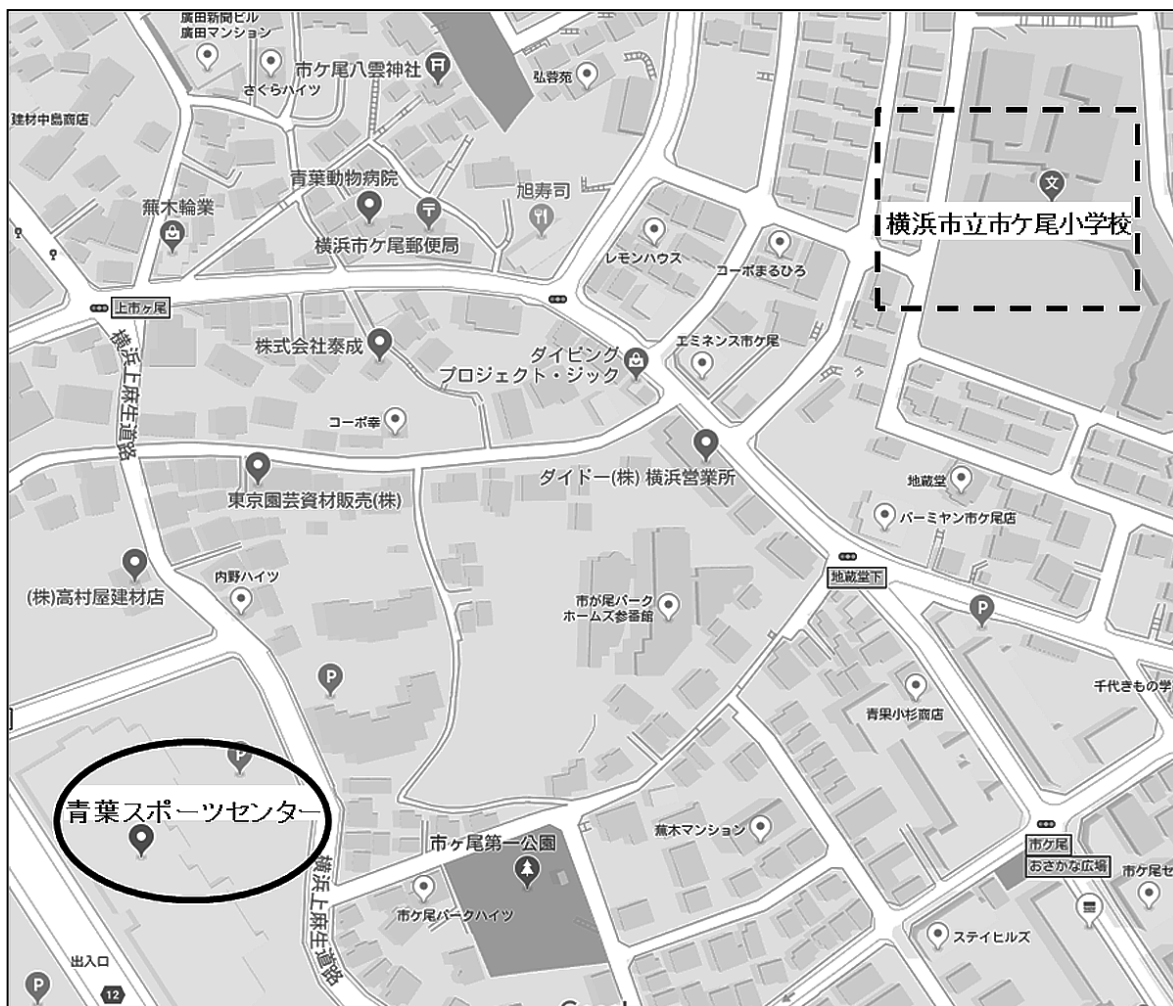 廣田新聞ビル
廣田マンション
さくらハイツ
市ケ尾八雲神社
弘蓉苑
建材中島商店
文
青葉動物病院
旭寿司
蕪木輪業
〒
横浜市ケ尾郵便局
横浜市立市ケ尾小学校
レモンハウス
コーポまるひろ
上市ヶ尾
株式会社泰成
ダイビング
プロジェクト・ジック
エミネンス市ケ尾
横浜上麻生道路
コーポ幸
東京園芸資材販売(株)
ダイドー(株) 横浜営業所
地蔵堂
バーミヤン市ケ尾店
(株)高村屋建材店
内野ハイツ
市が尾パーク
ホームズ参番館
地蔵堂下
P
P
千代きもの学
青果小杉商店
P
青葉スポーツセンター
市ヶ尾第一公園
蕪木マンション
市ケ尾
おさかな広場
市ケ尾パークハイツ
横浜上麻生道路
市ケ尾セ
ステイヒルズ
出入口
P
12